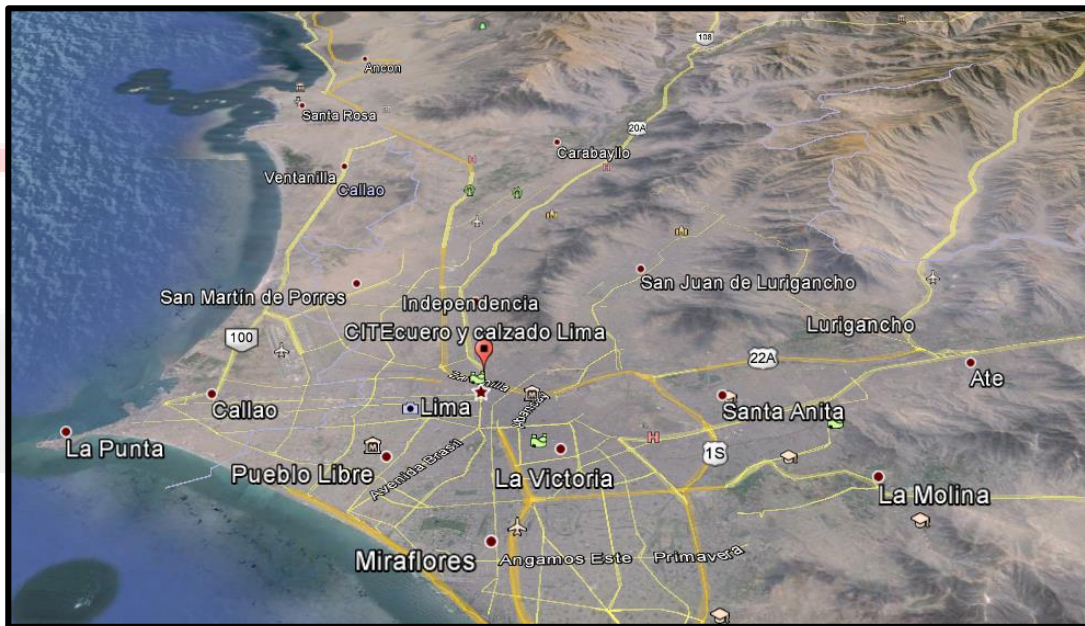 108
Ancon
Santa Rosa
20A
Carabayllo
H
H
Ventanilla
Callao
San Juan de Lurigancho
San Martín de Porres
Independencia
Lurigancho
100
CITEcuero y calzado Lima
22A
Ate
Callao
Lima
M
Abancay
Santa Anita
La Punta
H
Pueblo Libre
M
Avenida Brasil
La Victoria
1S
La Molina
Miraflores
Angamos Este
Primavera